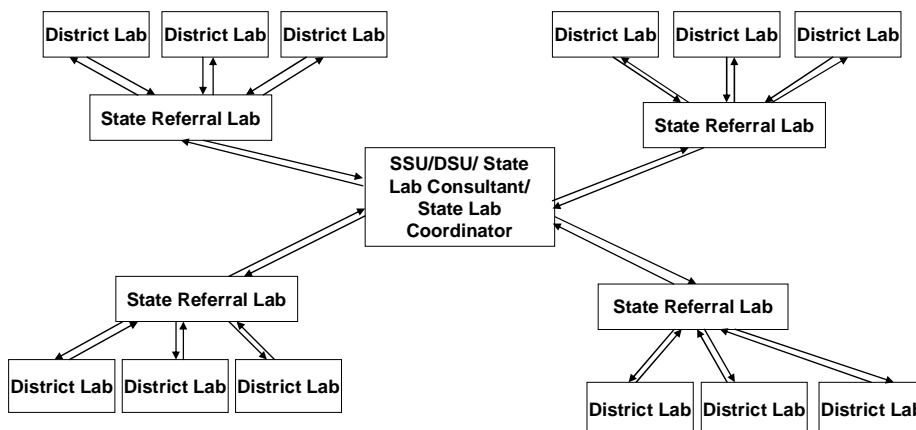 District Lab District Lab District Lab
District Lab District Lab District Lab
State Referral Lab
State Referral Lab
SSU/DSU/ State
Lab Consultant/
State Lab
Coordinator
State Referral Lab
State Referral Lab
District Lab District Lab District Lab
District Lab District Lab District Lab